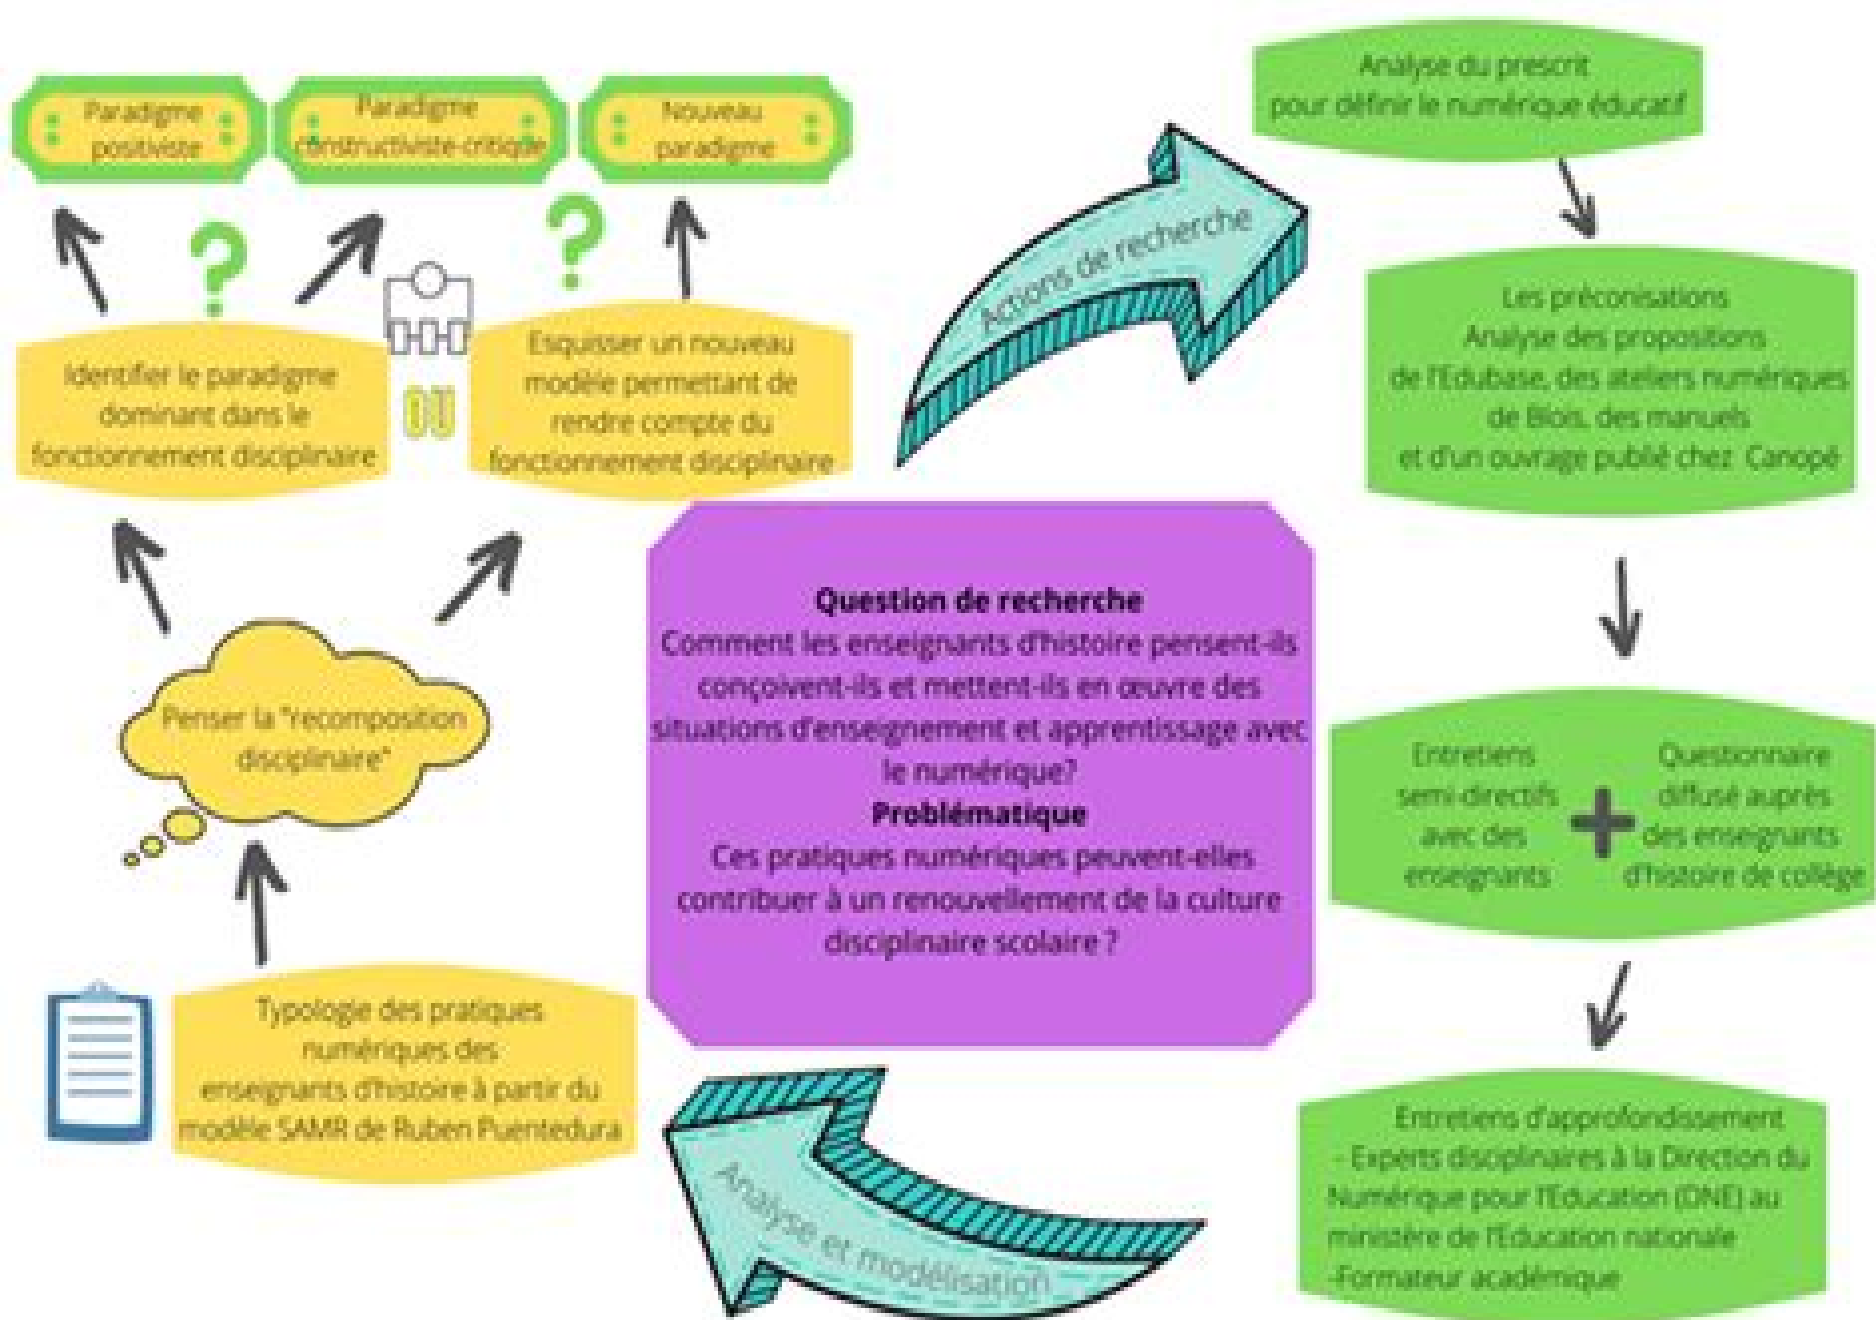 Paradigme
positiviste
Paradigme
constructiviste-critique
Nouveau
paradigme
?
?
Identifier le paradigme
dominant dans le
fonctionnement disciplinaire
OU
Esquisser un nouveau
modèle permettant de
rendre compte du
fonctionnement disciplinaire
Penser la "recomposition
disciplinaire"
Typologie des pratiques
numériques des
enseignants d'histoire à partir du
modèle SAMR de Ruben Puentedura
Question de recherche
Comment les enseignants d'histoire pensent-ils
conçoivent-ils et mettent-ils en œuvre des
situations d'enseignement et apprentissage avec
le numérique?
Problématique
Ces pratiques numériques peuvent-elles
contribuer à un renouvellement de la culture
disciplinaire scolaire ?
Actions de recherche
Analyse du prescrit
pour définir le numérique éducatif
Les préconisations
Analyse des propositions
de l'Edubase, des ateliers numériques
de Blois, des manuels
et d'un ouvrage publié chez Canopé
Entretiens
semi-directifs
avec des
enseignants
+
Questionnaire
diffusé auprès
des enseignants
d'histoire de collège
Entretiens d'approfondissement
- Experts disciplinaires à la Direction du
Numérique pour l'Education (DNE) au
ministère de l'Education nationale
-Formateur académique
Analyse et modélisation